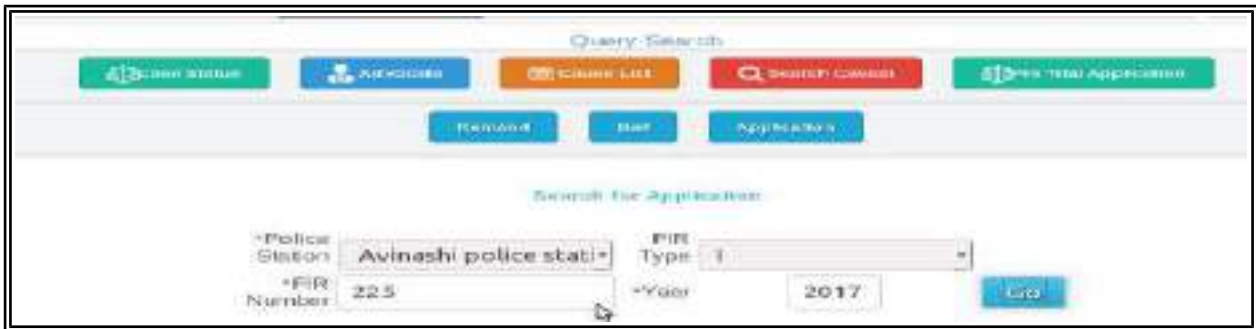 Query Search
Case Status Advocate Cause List Search Caveat Pre Trial Application
Remand Bail Application
Search for Application
*Police Station Avinashi police stati FIR Type 1
*FIR Number 225 *Year 2017 Go